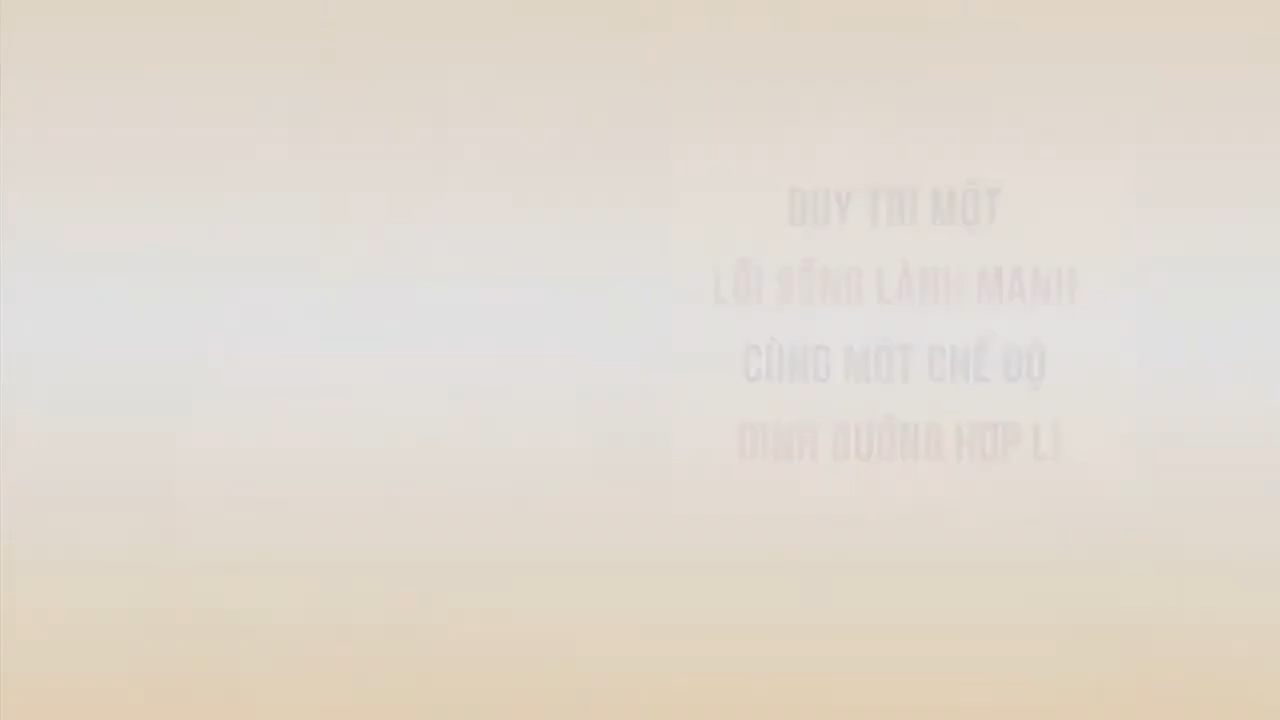 DUY TRÌ MỘT
LỐI SỐNG LÀNH MẠNH
CÙNG MỘT CHẾ ĐỘ
DINH DƯỠNG HỢP LÍ